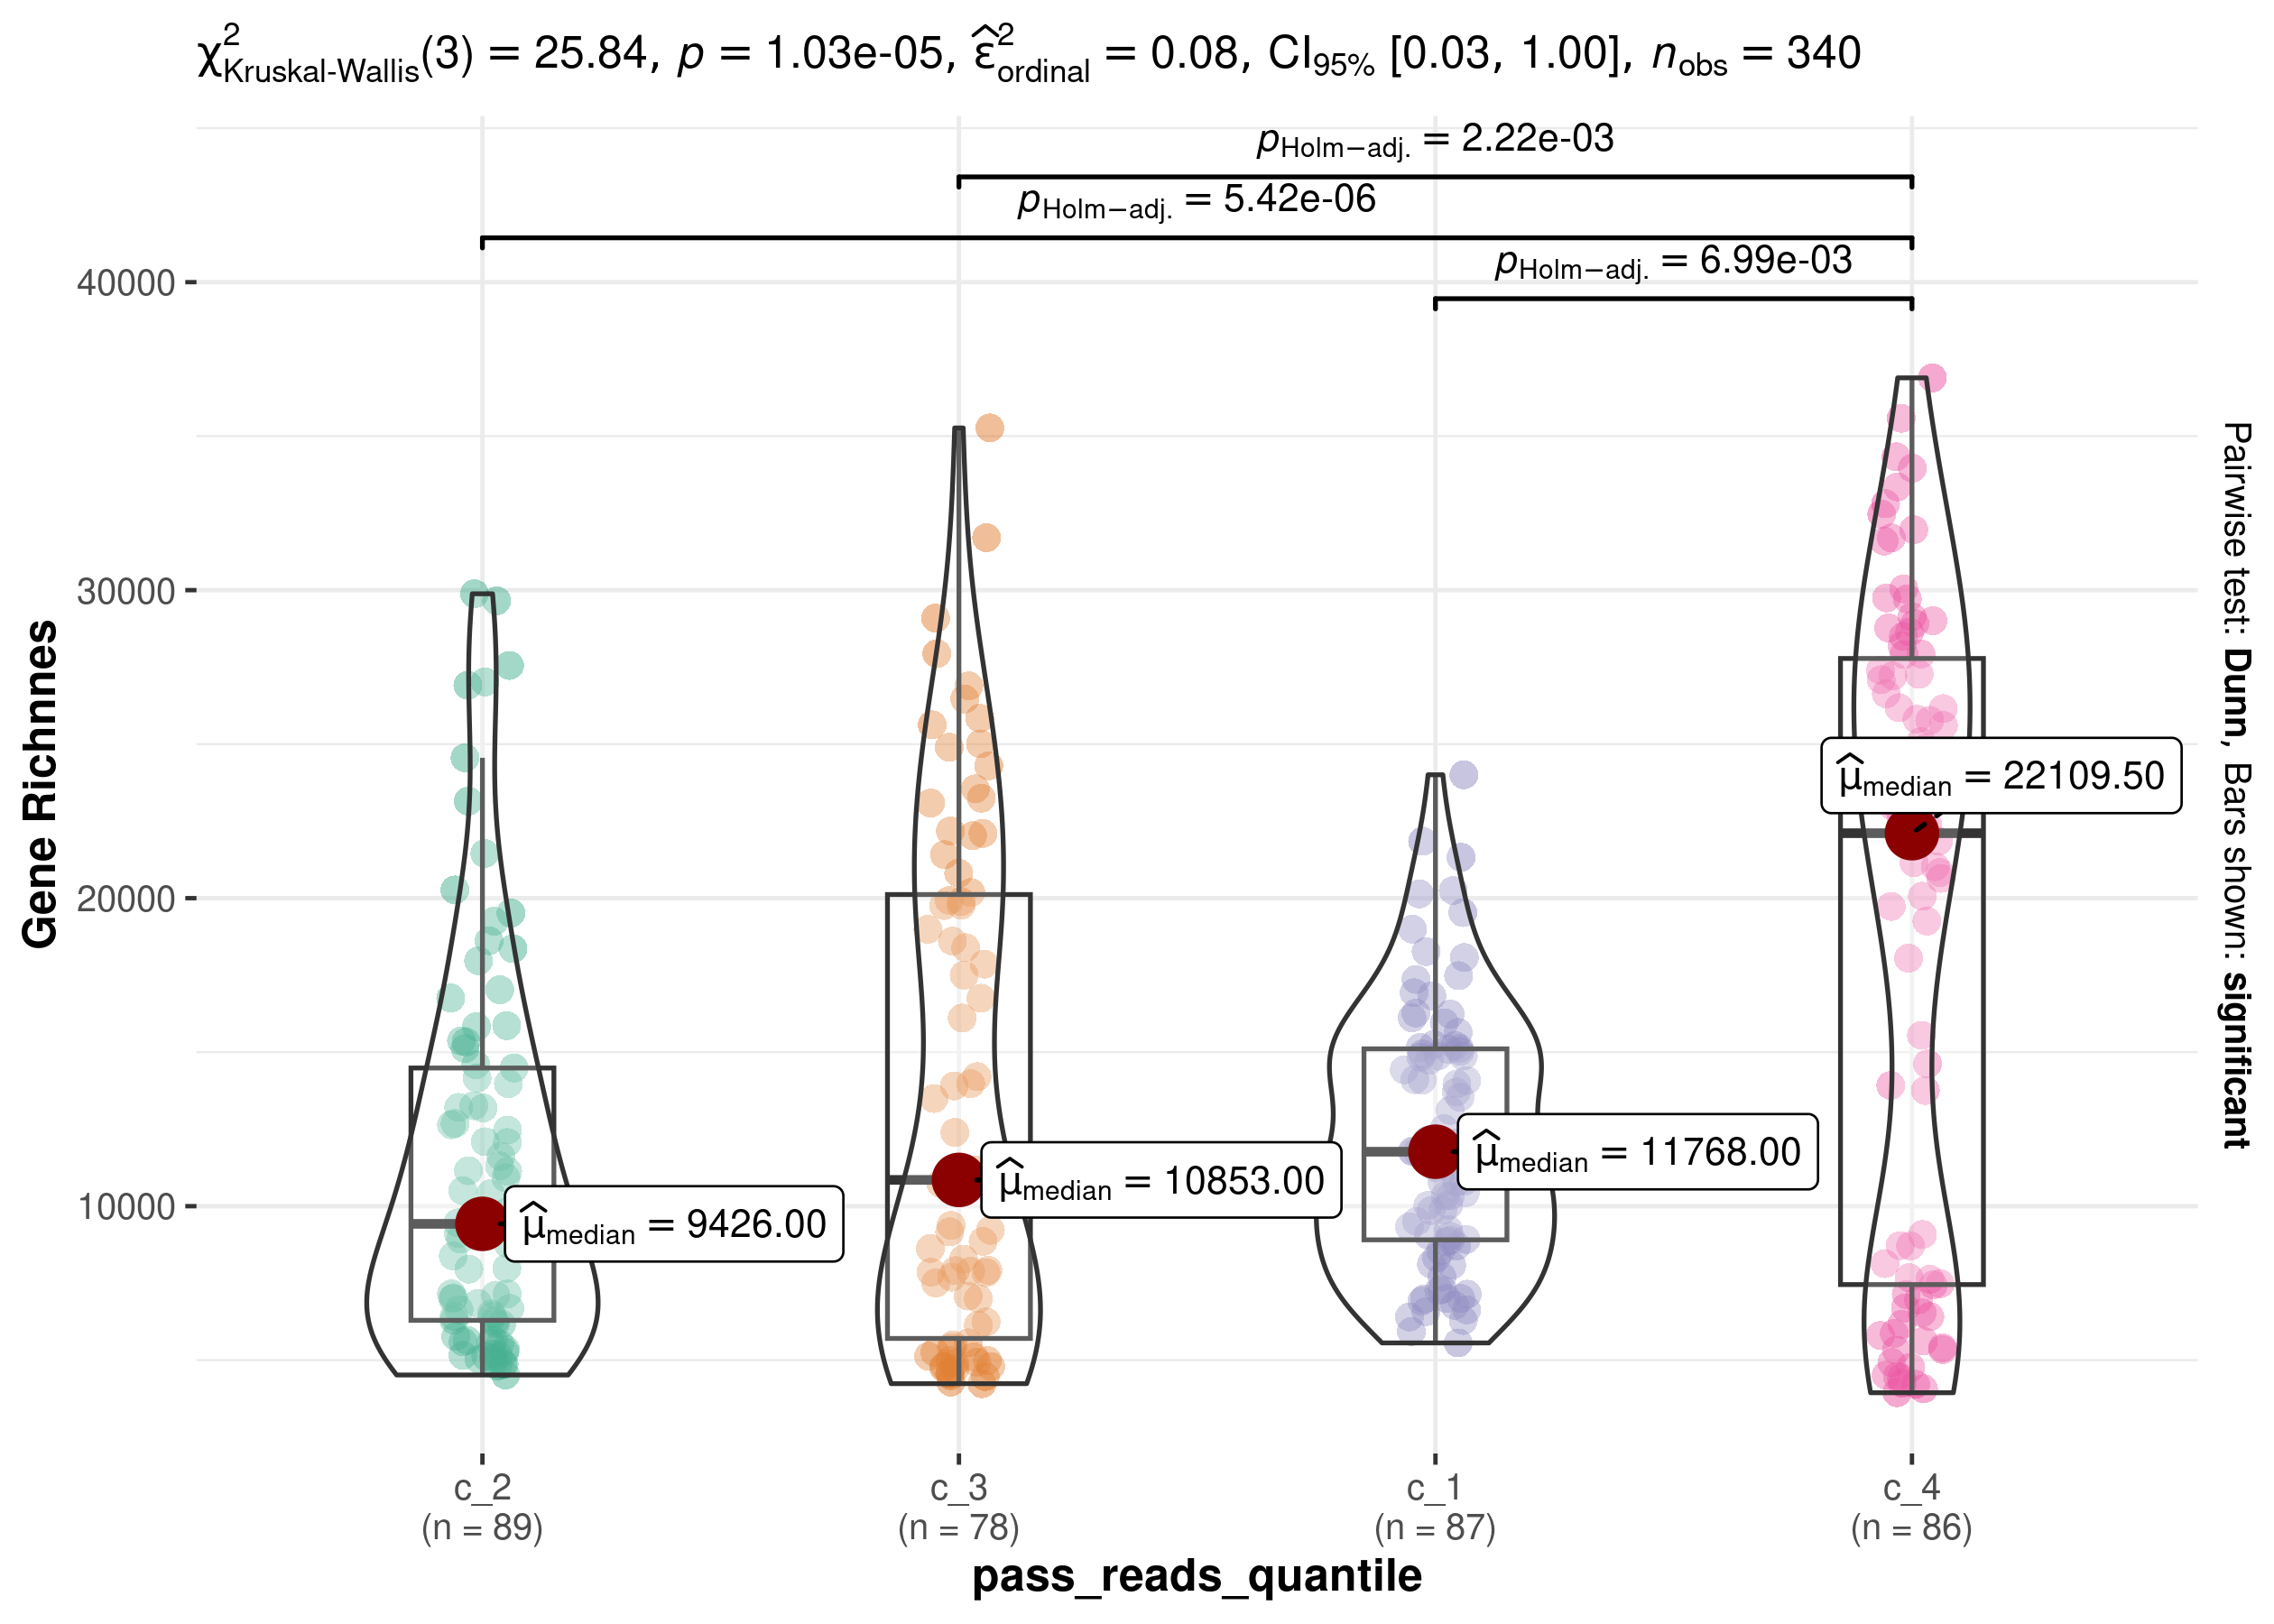 χ²Kruskal-Wallis(3) = 25.84, p = 1.03e-05, ε̂²ordinal = 0.08, CI95% [0.03, 1.00], nobs = 340
pHolm−adj. = 2.22e-03
pHolm−adj. = 5.42e-06
pHolm−adj. = 6.99e-03
40000
30000
20000
10000
Gene Richnnes
μ̂median = 9426.00
μ̂median = 10853.00
μ̂median = 11768.00
μ̂median = 22109.50
Pairwise test: Dunn, Bars shown: significant
c_2
(n = 89)
c_3
(n = 78)
c_1
(n = 87)
c_4
(n = 86)
pass_reads_quantile